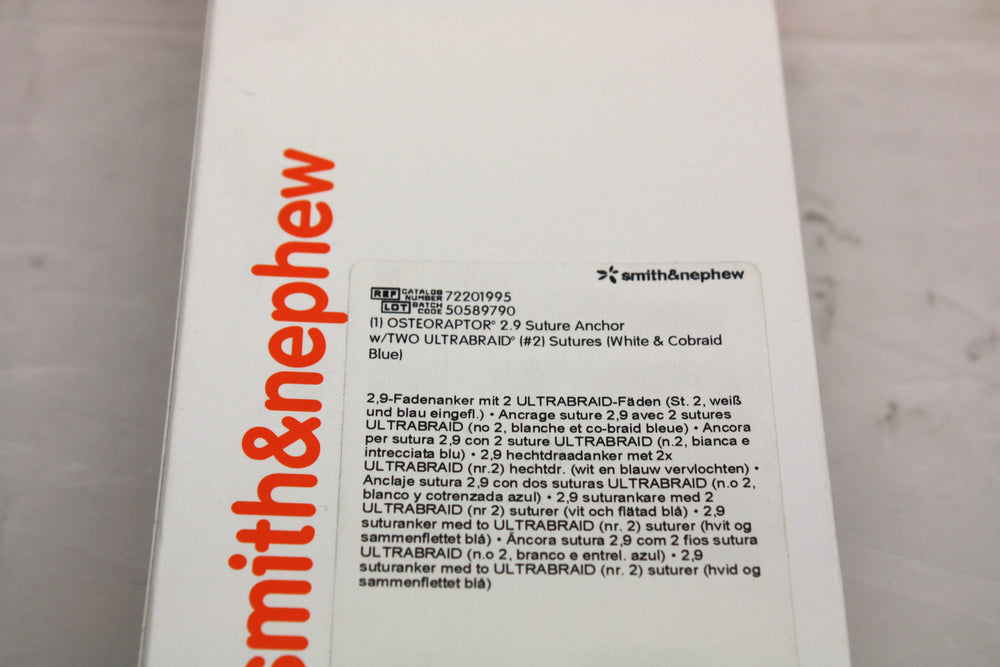 smith&nephew
smith&nephew
REF CATALOG NUMBER 72201995
LOT BATCH CODE 50589790
(1) OSTEORAPTOR® 2.9 Suture Anchor
w/TWO ULTRABRAID® (#2) Sutures (White & Cobraid
Blue)
2,9-Fadenanker mit 2 ULTRABRAID-Fäden (St. 2, weiß
und blau eingefl.) • Ancrage suture 2,9 avec 2 sutures
ULTRABRAID (no 2, blanche et co-braid bleue) • Ancora
per sutura 2,9 con 2 suture ULTRABRAID (n.2, bianca e
intrecciata blu) • 2,9 hechtdraadanker met 2x
ULTRABRAID (nr.2) hechtdr. (wit en blauw vervlochten) •
Anclaje sutura 2,9 con dos suturas ULTRABRAID (n.o 2,
blanco y cotrenzada azul) • 2,9 suturankare med 2
ULTRABRAID (nr 2) suturer (vit och flätad blå) • 2,9
suturanker med to ULTRABRAID (nr. 2) suturer (hvit og
sammenflettet blå) • Âncora sutura 2,9 com 2 fios sutura
ULTRABRAID (n.o 2, branco e entrel. azul) • 2,9
suturanker med to ULTRABRAID (nr. 2) suturer (hvid og
sammenflettet blå)